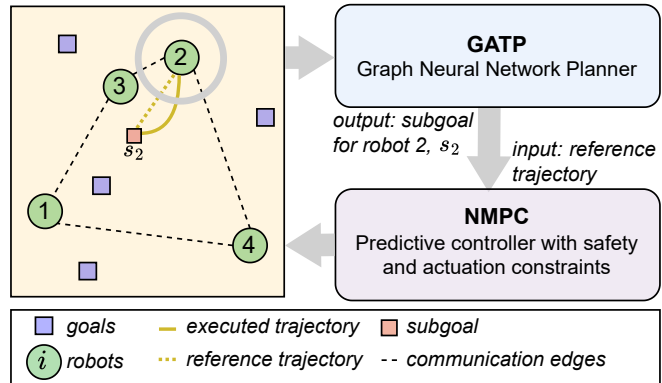 2
3
s₂
1
4
GATP
Graph Neural Network Planner
output: subgoal
for robot 2, s₂
input: reference
trajectory
NMPC
Predictive controller with safety
and actuation constraints
goals
executed trajectory
subgoal
i robots
reference trajectory
communication edges